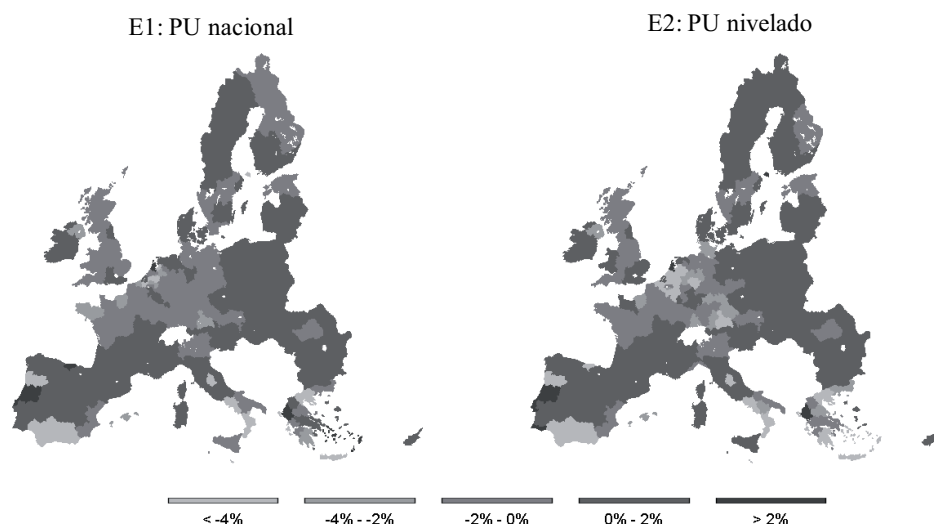 E1: PU nacional
E2: PU nivelado
< -4%
-4% - -2%
-2% - 0%
0% - 2%
> 2%